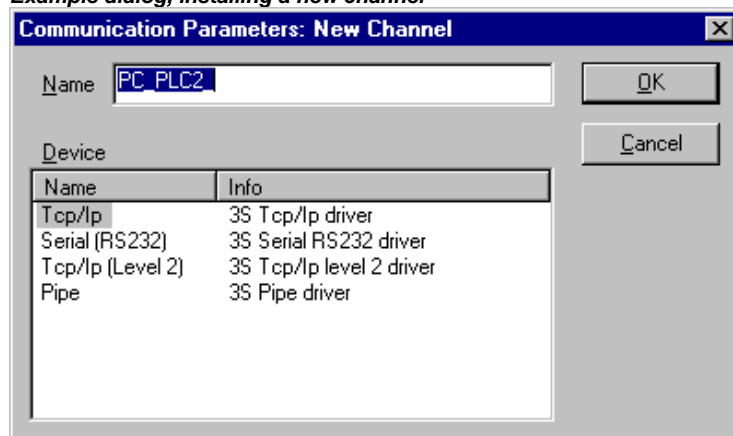 Example dialog, installing a new channel
Communication Parameters: New Channel
Name PC_PLC2_ OK
Cancel
Device
Name Info
Tcp/Ip 3S Tcp/Ip driver
Serial (RS232) 3S Serial RS232 driver
Tcp/Ip (Level 2) 3S Tcp/Ip level 2 driver
Pipe 3S Pipe driver